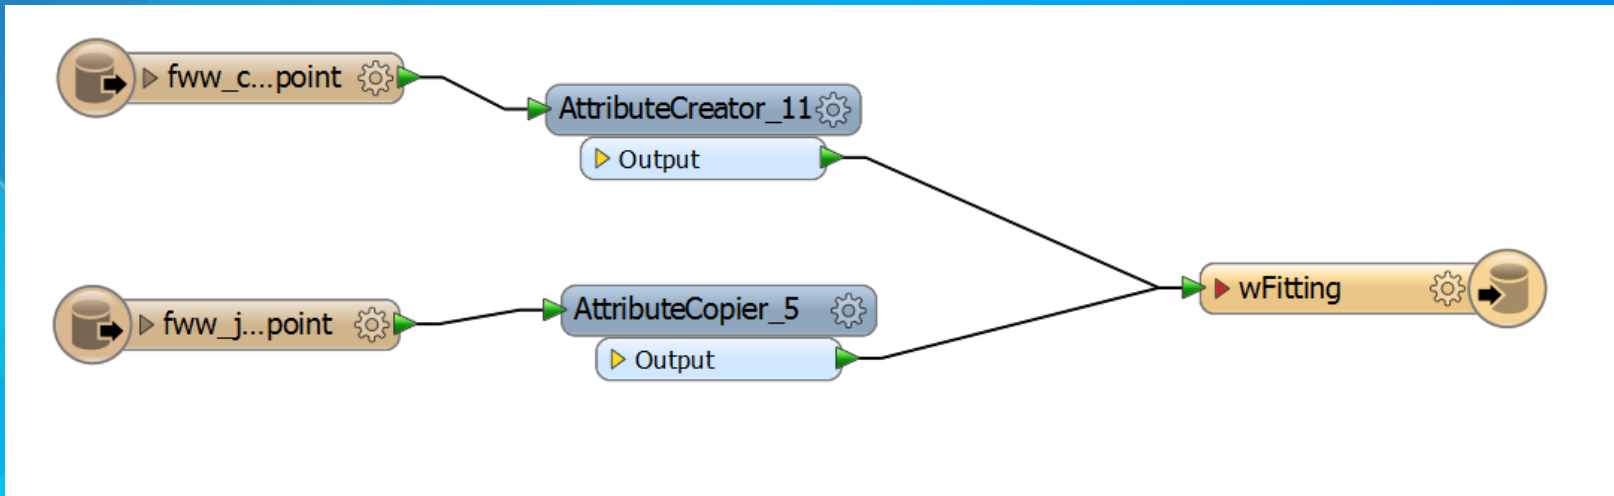 fww_c...point
AttributeCreator_11
Output
fww_j...point
AttributeCopier_5
Output
wFitting